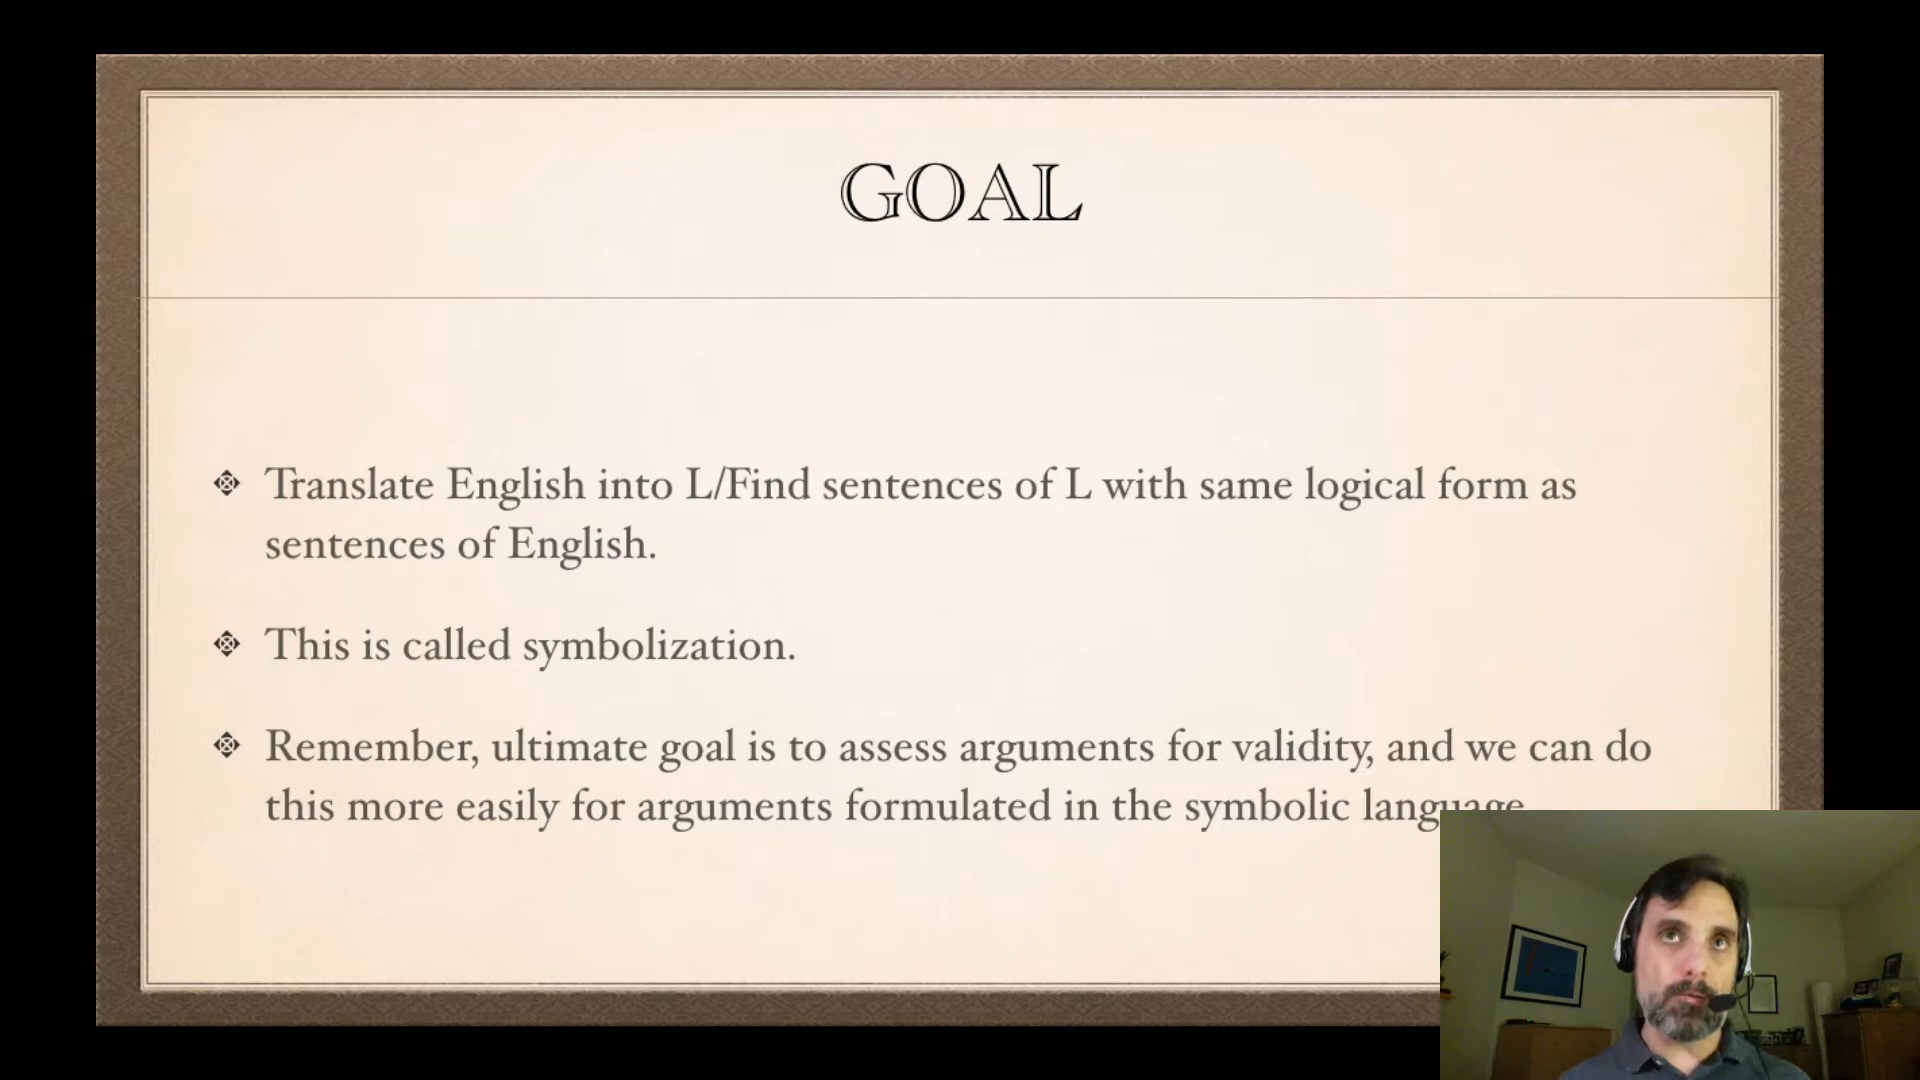 GOAL
Translate English into L/Find sentences of L with same logical form as
sentences of English.
This is called symbolization.
Remember, ultimate goal is to assess arguments for validity, and we can do
this more easily for arguments formulated in the symbolic language